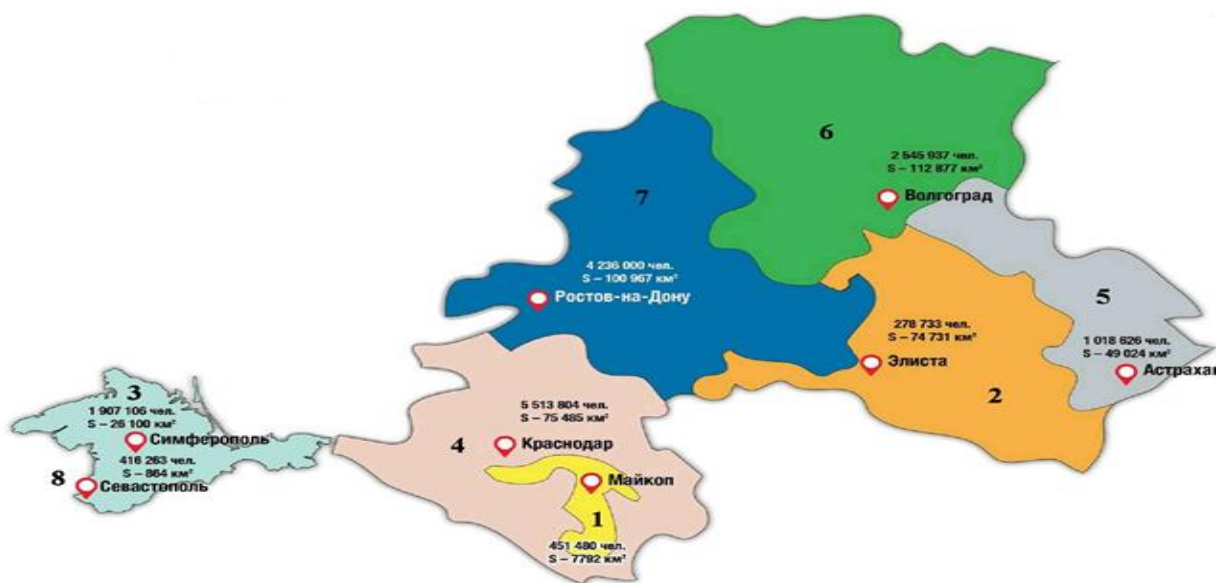 6
2 545 937 чел.
S – 112 877 км²
Волгоград
7
4 236 000 чел.
S – 100 967 км²
Ростов-на-Дону
5
1 018 626 чел.
S – 49 024 км²
Астрахан
278 733 чел.
S – 74 731 км²
Элиста
2
3
1 907 106 чел.
S – 26 100 км²
Симферополь
416 263 чел.
S – 864 км²
8
Севастополь
5 513 804 чел.
S – 75 485 км²
4
Краснодар
Майкоп
1
451 480 чел.
S – 7792 км²